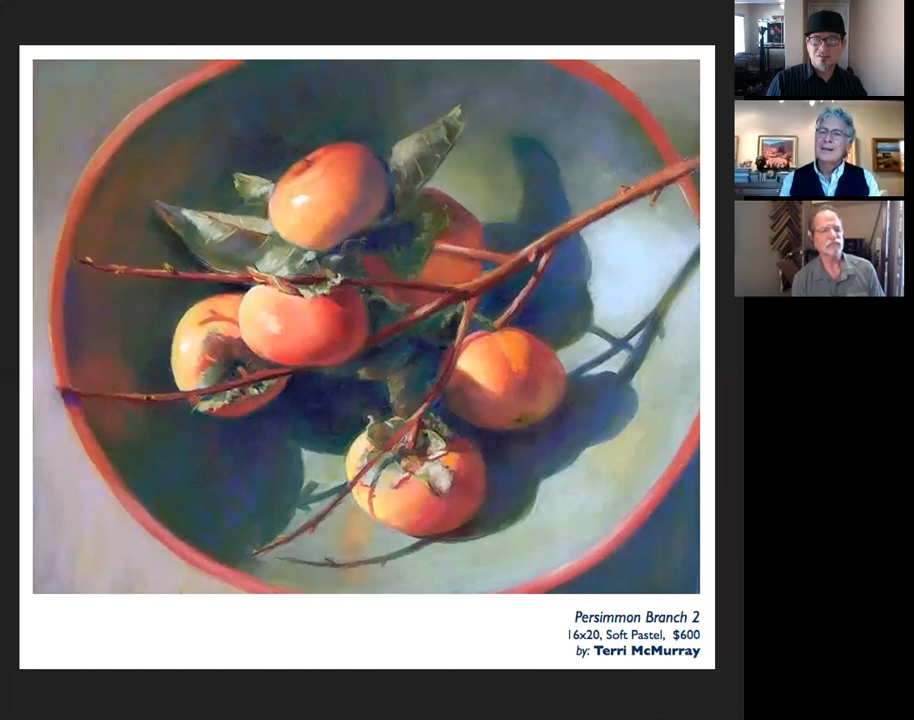 Persimmon Branch 2
16x20, Soft Pastel, $600
by: Terri McMurray